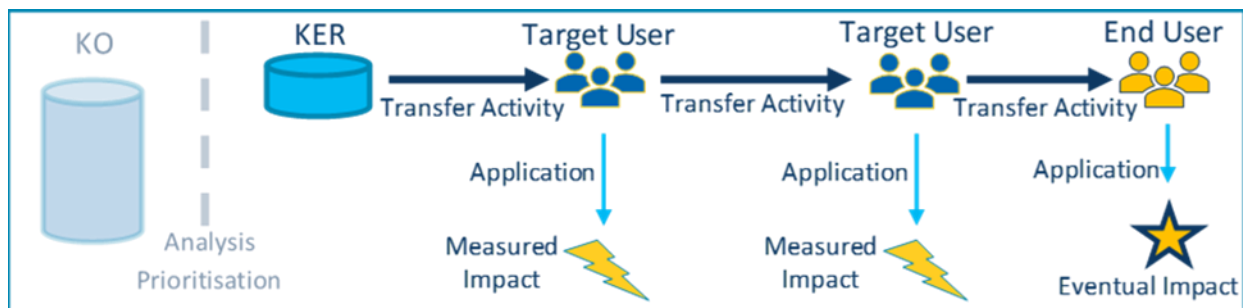 KO
KER
Target User
Target User
End User
Transfer Activity
Transfer Activity
Transfer Activity
Application
Application
Application
Analysis
Prioritisation
Measured
Impact
Measured
Impact
Eventual Impact